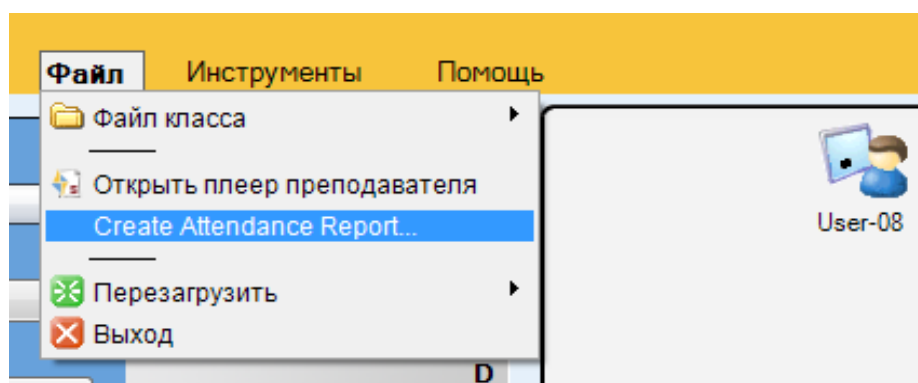 Файл Инструменты Помощь
Файл класса
Открыть плеер преподавателя
Create Attendance Report...
Перезагрузить
Выход
User-08
D